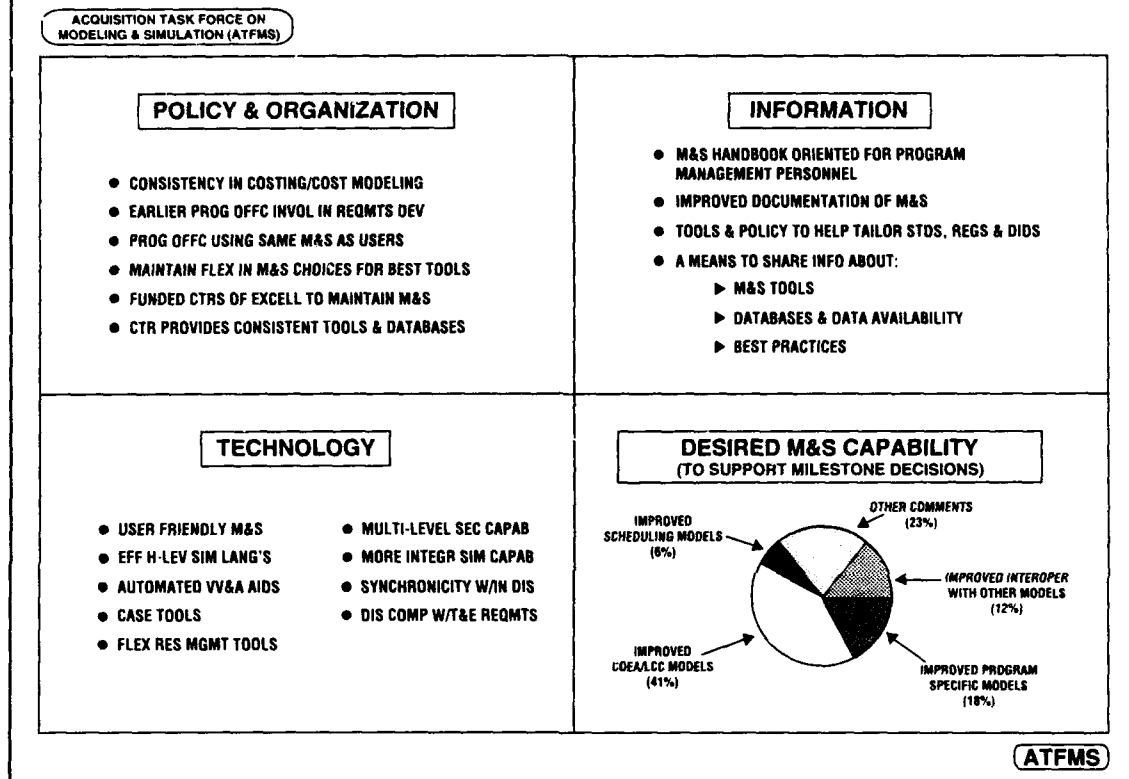 ACQUISITION TASK FORCE ON
MODELING & SIMULATION (ATFMS)
POLICY & ORGANIZATION
● CONSISTENCY IN COSTING/COST MODELING
● EARLIER PROG OFFC INVOL IN REQMTS DEV
● PROG OFFC USING SAME M&S AS USERS
● MAINTAIN FLEX IN M&S CHOICES FOR BEST TOOLS
● FUNDED CTRS OF EXCELL TO MAINTAIN M&S
● CTR PROVIDES CONSISTENT TOOLS & DATABASES
INFORMATION
● M&S HANDBOOK ORIENTED FOR PROGRAM
MANAGEMENT PERSONNEL
● IMPROVED DOCUMENTATION OF M&S
● TOOLS & POLICY TO HELP TAILOR STDS, REGS & DIDS
● A MEANS TO SHARE INFO ABOUT:
▶ M&S TOOLS
▶ DATABASES & DATA AVAILABILITY
▶ BEST PRACTICES
TECHNOLOGY
● USER FRIENDLY M&S
● EFF H-LEV SIM LANG'S
● AUTOMATED VV&A AIDS
● CASE TOOLS
● FLEX RES MGMT TOOLS
● MULTI-LEVEL SEC CAPAB
● MORE INTEGR SIM CAPAB
● SYNCHRONICITY W/IN DIS
● DIS COMP W/T&E REQMTS
DESIRED M&S CAPABILITY
(TO SUPPORT MILESTONE DECISIONS)
IMPROVED
SCHEDULING MODELS
(6%)
OTHER COMMENTS
(23%)
IMPROVED INTEROPER
WITH OTHER MODELS
(12%)
IMPROVED
COEA/LCC MODELS
(41%)
IMPROVED PROGRAM
SPECIFIC MODELS
(18%)
ATFMS